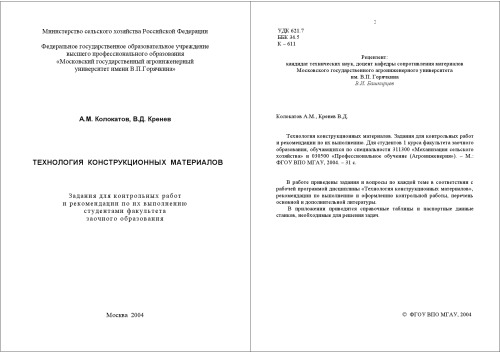 Министерство сельского хозяйства Российской Федерации
Федеральное государственное образовательное учреждение
высшего профессионального образования
«Московский государственный агроинженерный
университет имени В.П.Горячкина»
А.М. Колокатов, В.Д. Кренев
ТЕХНОЛОГИЯ КОНСТРУКЦИОННЫХ МАТЕРИАЛОВ
Задания для контрольных работ
и рекомендации по их выполнению
студентами факультета
заочного образования
Москва 2004
2
УДК 621.7
ББК 34.5
К – 611
Рецензент:
кандидат технических наук, доцент кафедры сопротивления материалов
Московского государственного агроинженерного университета
им. В.П. Горячкина
В.И. Балабанцев
Колокатов А.М., Кренев В.Д.
Технология конструкционных материалов. Задания для контрольных работ
и рекомендации по их выполнению: Для студентов 1 курса факультета заочного
образования, обучающихся по специальности 311300 «Механизация сельского
хозяйства» и 030500 «Профессиональное обучение (Агроинженерия)». – М.:
ФГОУ ВПО МГАУ, 2004. – 31 с.
В работе приведены задания и вопросы по каждой теме в соответствии с
рабочей программой дисциплины «Технология конструкционных материалов»,
рекомендации по выполнению и оформлению контрольной работы, перечень
основной и дополнительной литературы.
В приложении приводятся справочные таблицы и паспортные данные
станков, необходимые для решения задач.
© ФГОУ ВПО МГАУ, 2004